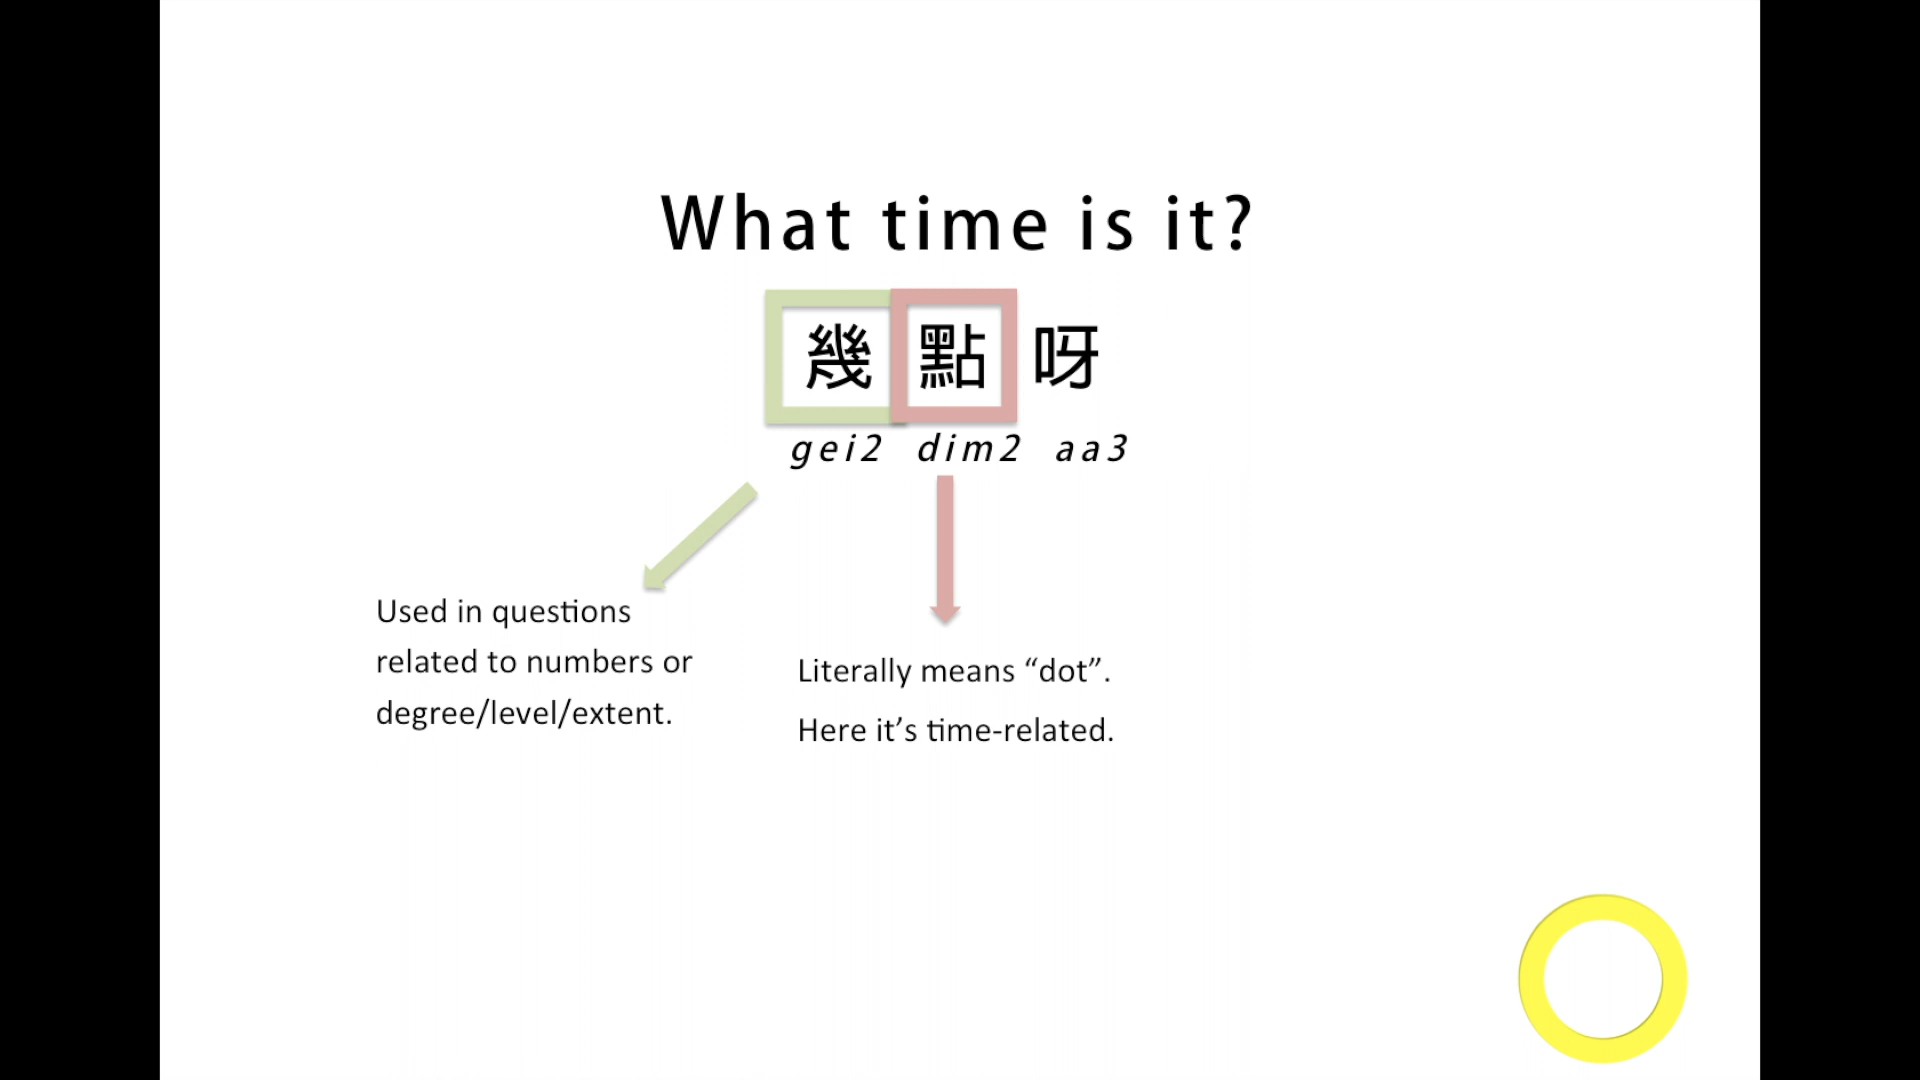 What time is it?
幾點呀
gei2 dim2 aa3
Used in questions
related to numbers or
degree/level/extent.
Literally means “dot”.
Here it’s time-related.